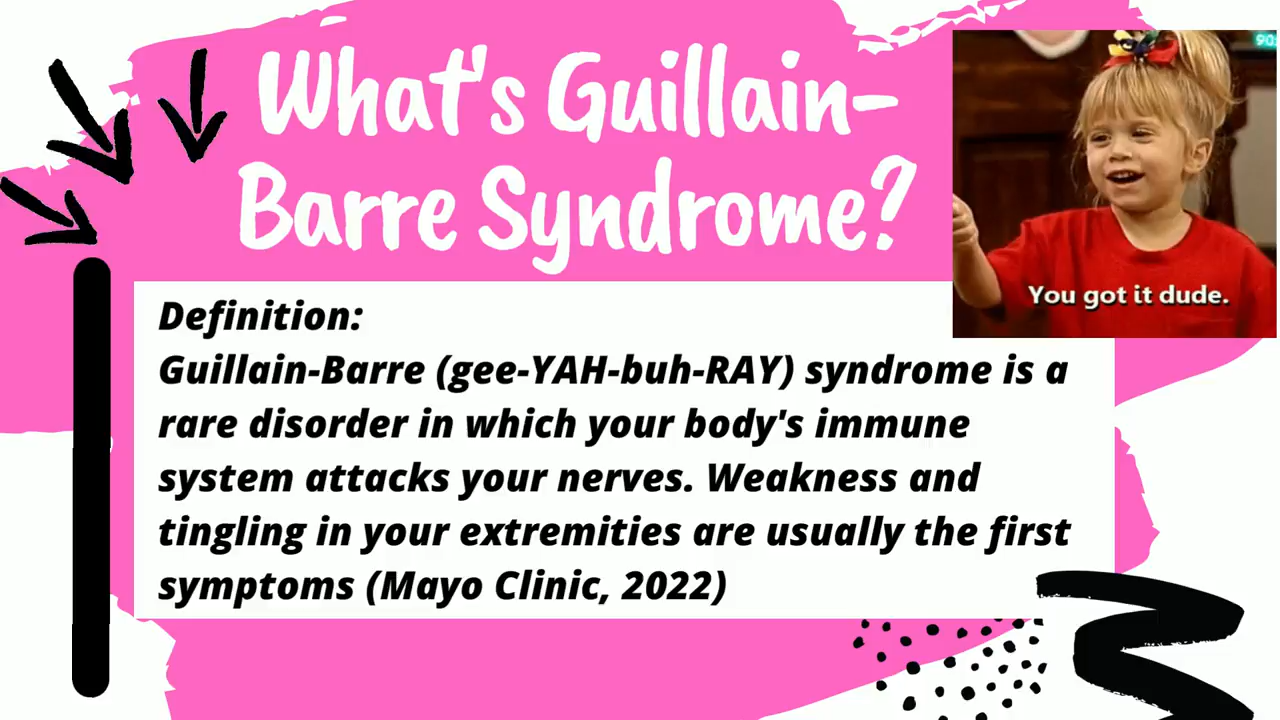 What's Guillain-
Barre Syndrome?
90
You got it dude.
Definition:
Guillain-Barre (gee-YAH-buh-RAY) syndrome is a
rare disorder in which your body's immune
system attacks your nerves. Weakness and
tingling in your extremities are usually the first
symptoms (Mayo Clinic, 2022)